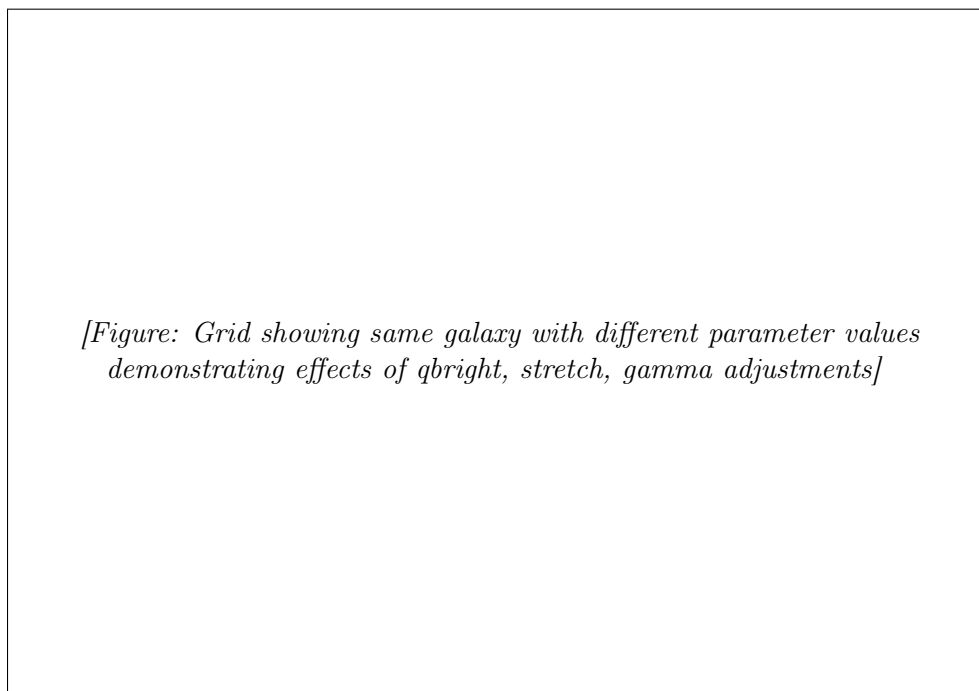 [Figure: Grid showing same galaxy with different parameter values
demonstrating effects of qbright, stretch, gamma adjustments]